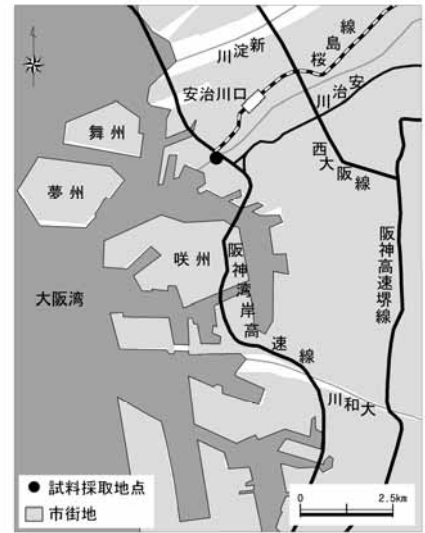 新淀川
桜島線
安治川口
安治川
舞州
西大阪線
夢州
阪神高速堺線
咲州
阪神高速湾岸線
大阪湾
大和川
● 試料採取地点
市街地
0 2.5km